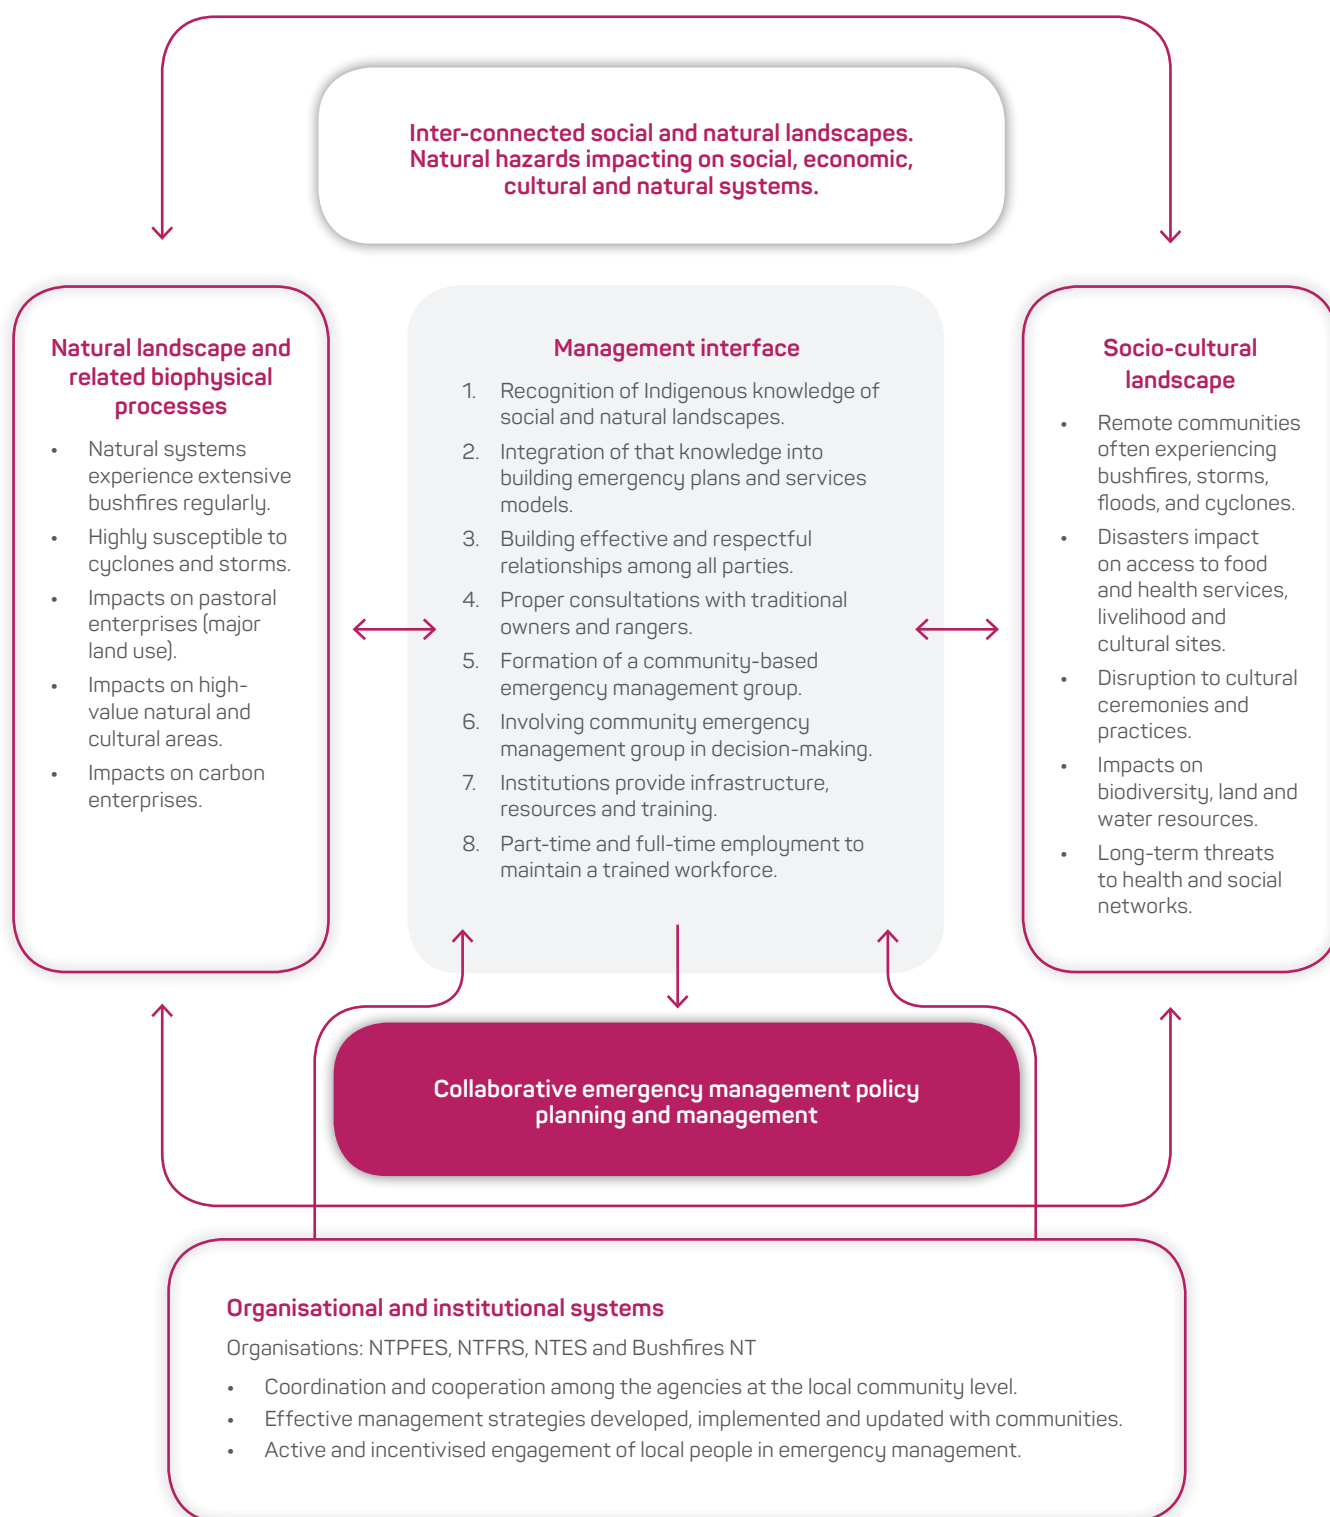 Inter-connected social and natural landscapes.
Natural hazards impacting on social, economic,
cultural and natural systems.
Natural landscape and
related biophysical
processes
• Natural systems
experience extensive
bushfires regularly.
• Highly susceptible to
cyclones and storms.
• Impacts on pastoral
enterprises (major
land use).
• Impacts on high-
value natural and
cultural areas.
• Impacts on carbon
enterprises.
Management interface
1. Recognition of Indigenous knowledge of
social and natural landscapes.
2. Integration of that knowledge into
building emergency plans and services
models.
3. Building effective and respectful
relationships among all parties.
4. Proper consultations with traditional
owners and rangers.
5. Formation of a community-based
emergency management group.
6. Involving community emergency
management group in decision-making.
7. Institutions provide infrastructure,
resources and training.
8. Part-time and full-time employment to
maintain a trained workforce.
Socio-cultural
landscape
• Remote communities
often experiencing
bushfires, storms,
floods, and cyclones.
• Disasters impact
on access to food
and health services,
livelihood and
cultural sites.
• Disruption to cultural
ceremonies and
practices.
• Impacts on
biodiversity, land and
water resources.
• Long-term threats
to health and social
networks.
Collaborative emergency management policy
planning and management
Organisational and institutional systems
Organisations: NTPFES, NTFRS, NTES and Bushfires NT
• Coordination and cooperation among the agencies at the local community level.
• Effective management strategies developed, implemented and updated with communities.
• Active and incentivised engagement of local people in emergency management.